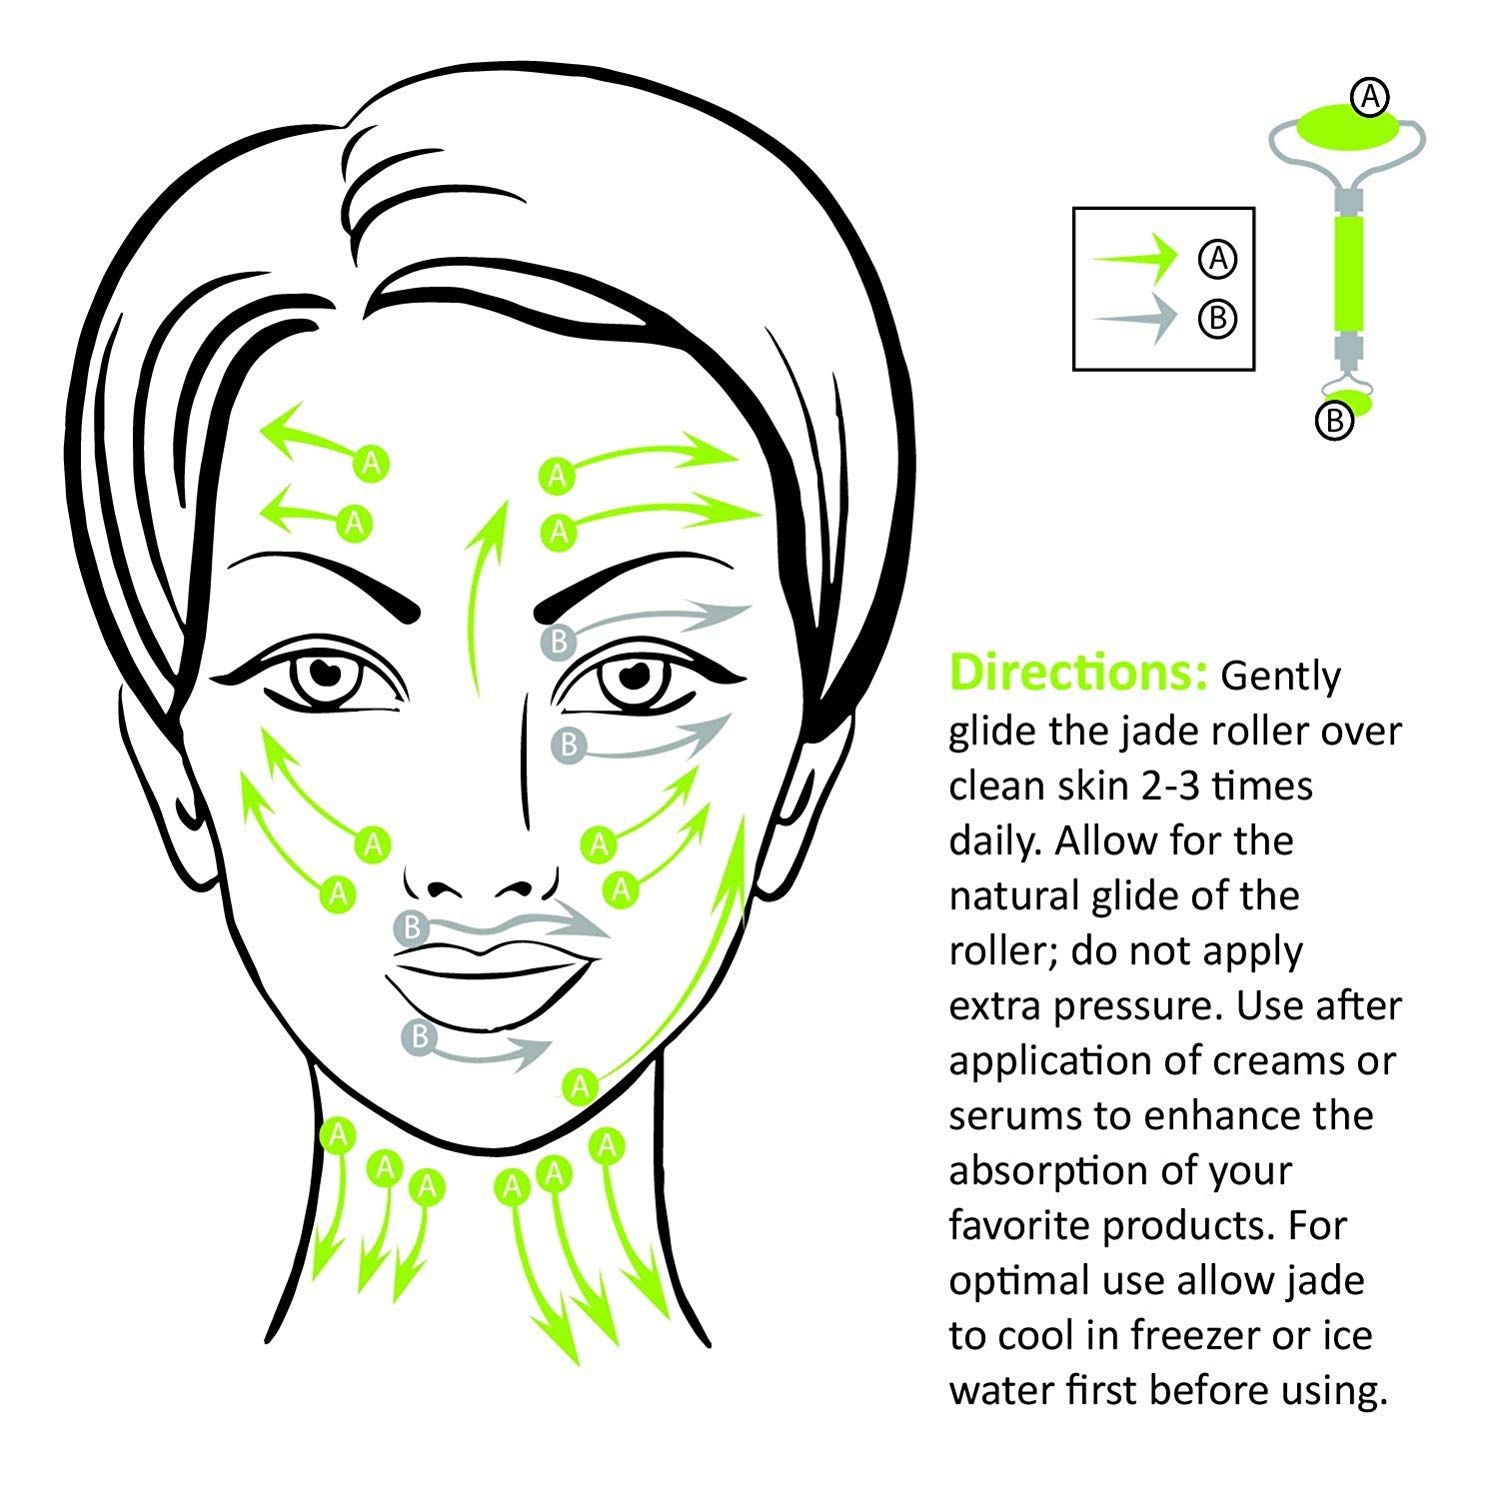 A
A
B
B
A
A
A
A
B
B
A
A
A
A
B
B
A
A
A
A
A
A
A
Directions: Gently
glide the jade roller over
clean skin 2-3 times
daily. Allow for the
natural glide of the
roller; do not apply
extra pressure. Use after
application of creams or
serums to enhance the
absorption of your
favorite products. For
optimal use allow jade
to cool in freezer or ice
water first before using.